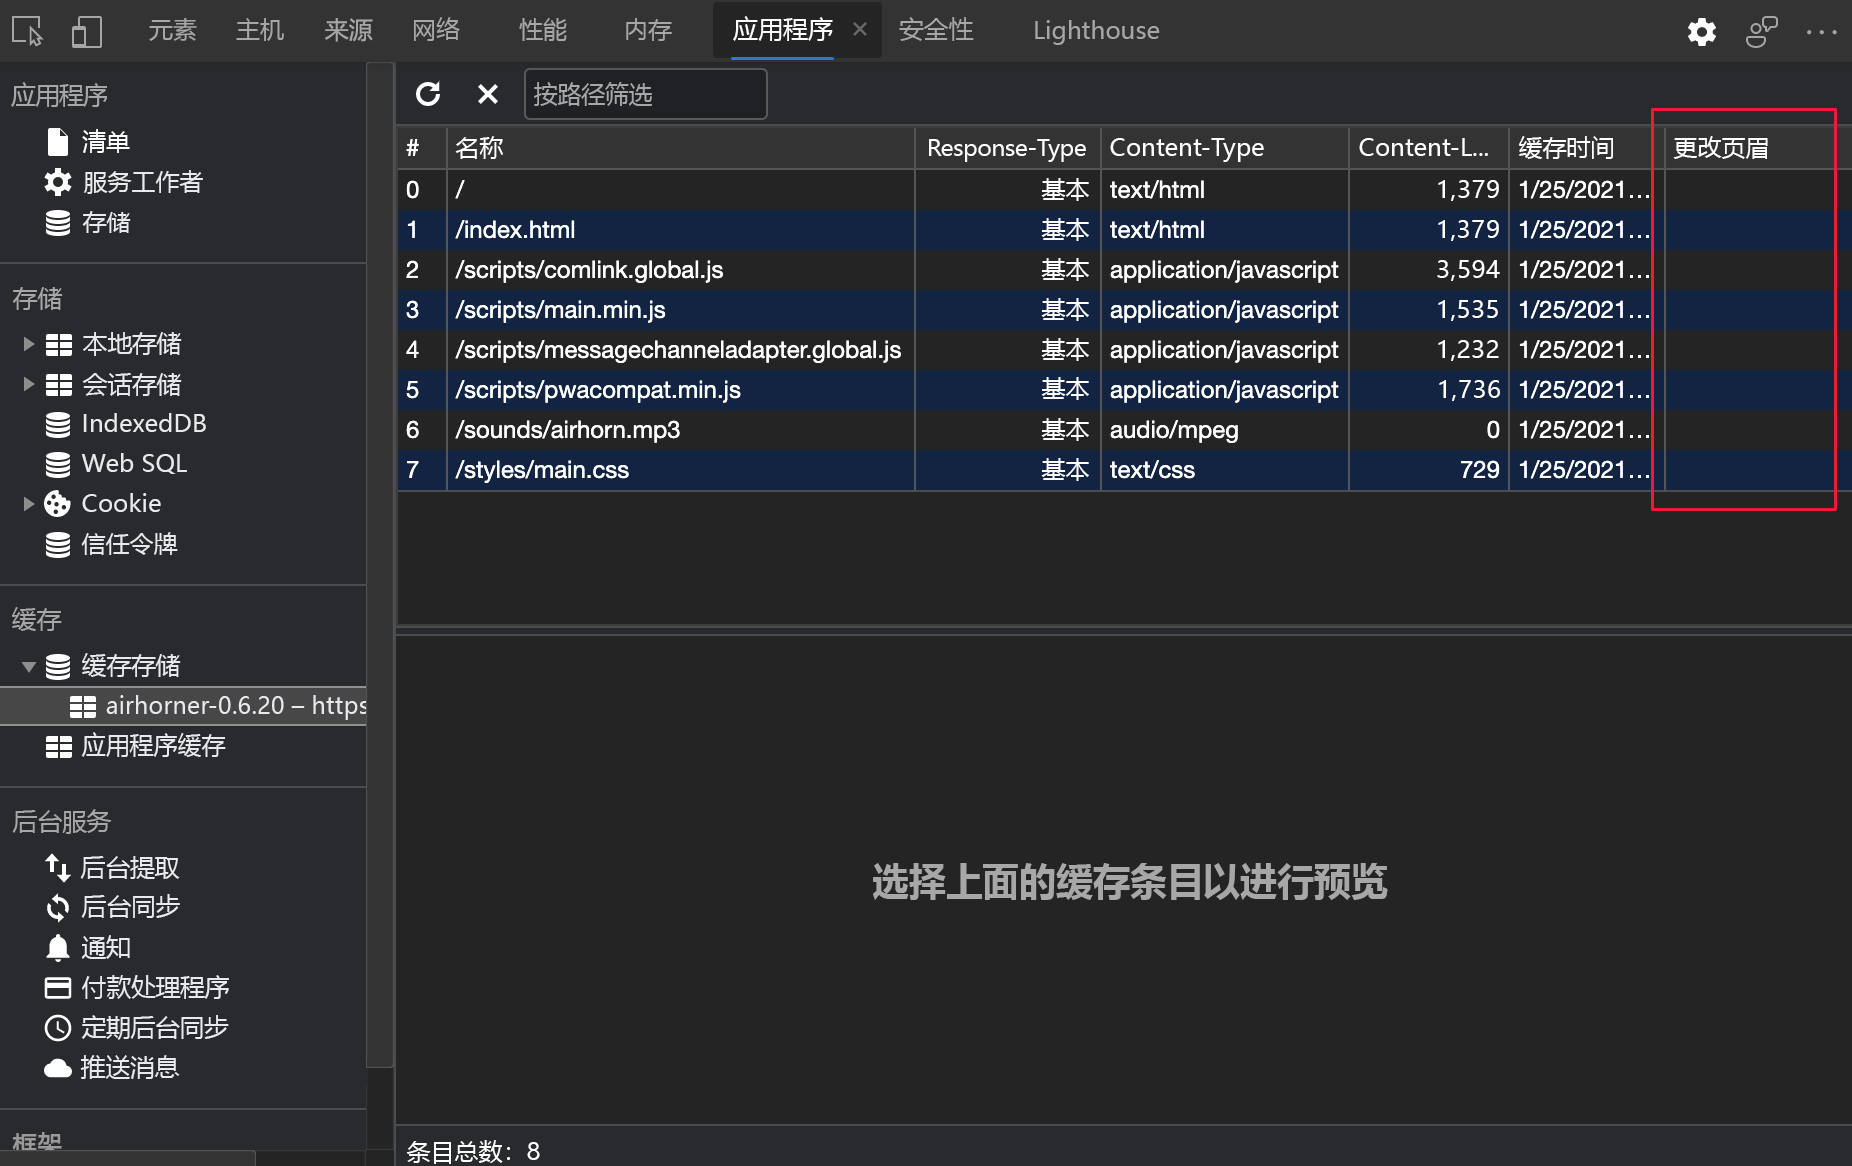 元素 主机 来源 网络 性能 内存 应用程序 安全性 Lighthouse
应用程序
清单
服务工作者
存储
存储
本地存储
会话存储
IndexedDB
Web SQL
Cookie
信任令牌
缓存
缓存存储
airhorner-0.6.20 – https
应用程序缓存
后台服务
后台提取
后台同步
通知
付款处理程序
定期后台同步
推送消息
框架
按路径筛选
# 名称 Response-Type Content-Type Content-L... 缓存时间 更改页眉
0 / 基本 text/html 1,379 1/25/2021...
1 /index.html 基本 text/html 1,379 1/25/2021...
2 /scripts/comlink.global.js 基本 application/javascript 3,594 1/25/2021...
3 /scripts/main.min.js 基本 application/javascript 1,535 1/25/2021...
4 /scripts/messagechanneladapter.global.js 基本 application/javascript 1,232 1/25/2021...
5 /scripts/pwacompat.min.js 基本 application/javascript 1,736 1/25/2021...
6 /sounds/airhorn.mp3 基本 audio/mpeg 0 1/25/2021...
7 /styles/main.css 基本 text/css 729 1/25/2021...
选择上面的缓存条目以进行预览
条目总数：8